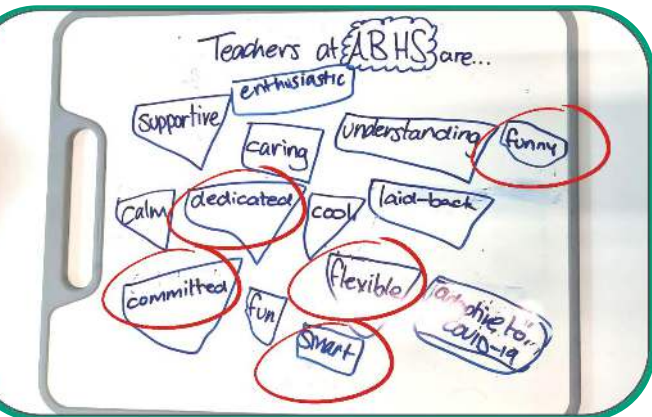 Teachers at ABHS are...
enthusiastic
supportive
caring
understanding
funny
calm
dedicated
cool
laid-back
committed
fun
flexible
smart
adaptive to
COVID-19